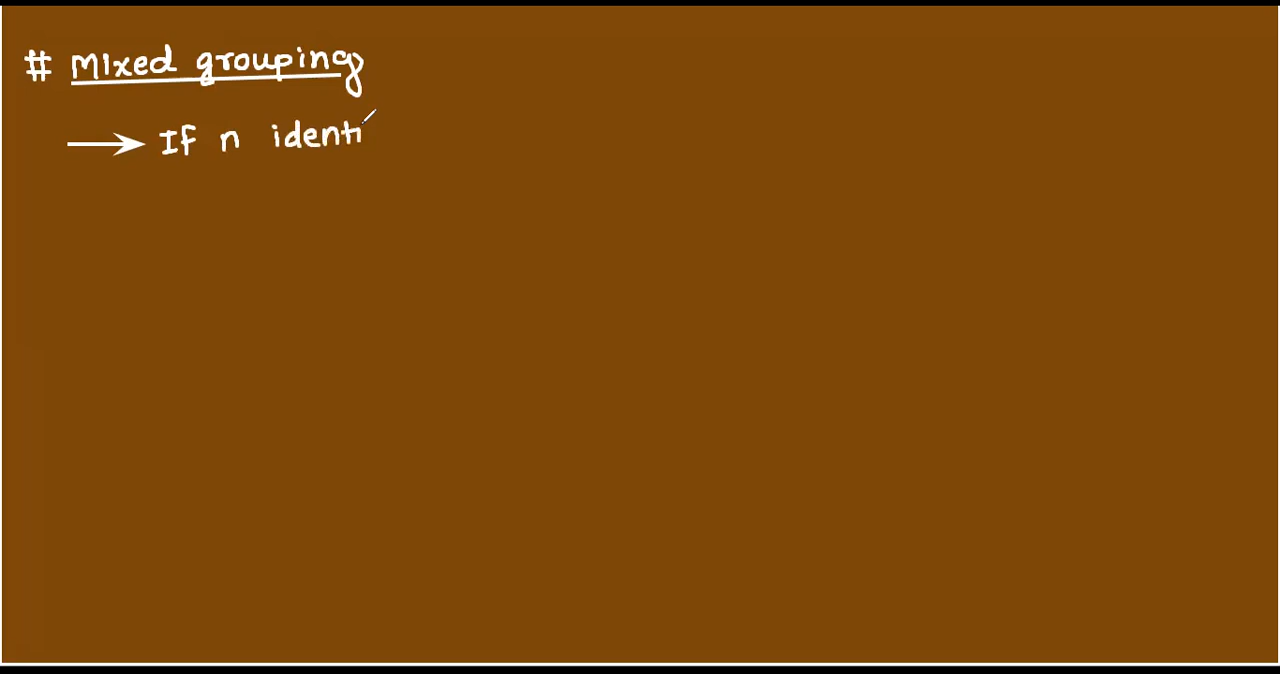 # Mixed grouping
→ If n identi